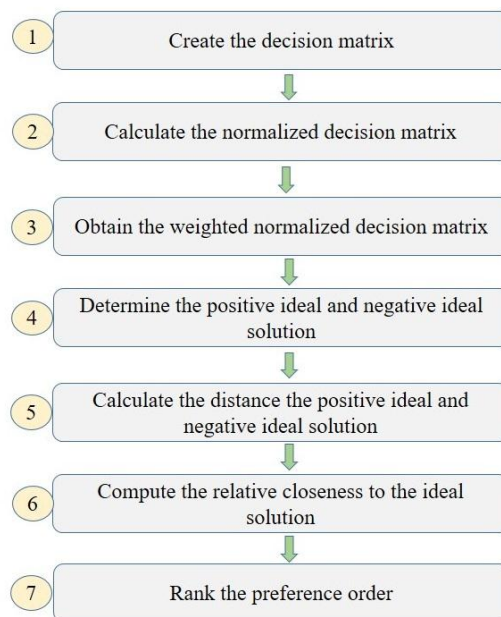 1
Create the decision matrix
2
Calculate the normalized decision matrix
3
Obtain the weighted normalized decision matrix
4
Determine the positive ideal and negative ideal
solution
5
Calculate the distance the positive ideal and
negative ideal solution
6
Compute the relative closeness to the ideal
solution
7
Rank the preference order